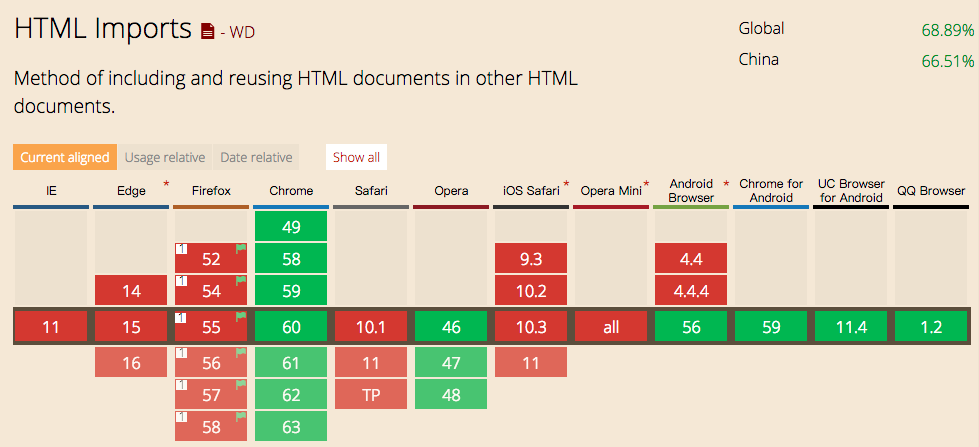 HTML Imports - WD
Global 68.89%
China 66.51%
Method of including and reusing HTML documents in other HTML
documents.
Current aligned Usage relative Date relative Show all
IE Edge * Firefox Chrome Safari Opera iOS Safari * Opera Mini * Android Browser * Chrome for Android UC Browser for Android QQ Browser
49
1 52 58 9.3 4.4
14 1 54 59 10.2 4.4.4
11 15 1 55 60 10.1 46 10.3 all 56 59 11.4 1.2
16 1 56 61 11 47 11
1 57 62 TP 48
1 58 63